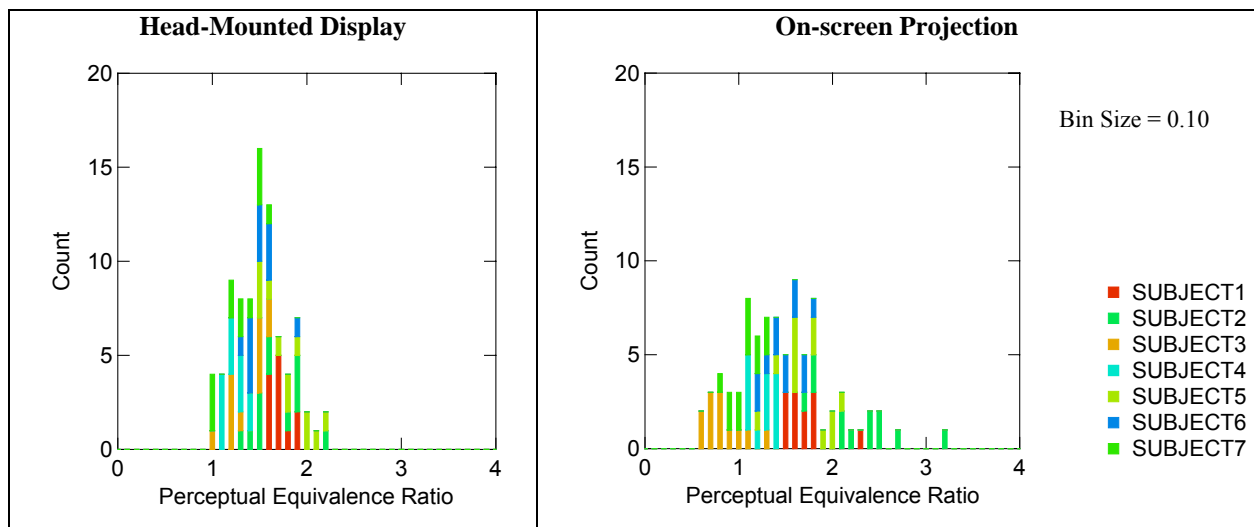 Head-Mounted Display
20
15
10
5
0
Count
0 1 2 3 4
Perceptual Equivalence Ratio
On-screen Projection
20
15
10
5
0
Count
0 1 2 3 4
Perceptual Equivalence Ratio
Bin Size = 0.10
SUBJECT1
SUBJECT2
SUBJECT3
SUBJECT4
SUBJECT5
SUBJECT6
SUBJECT7